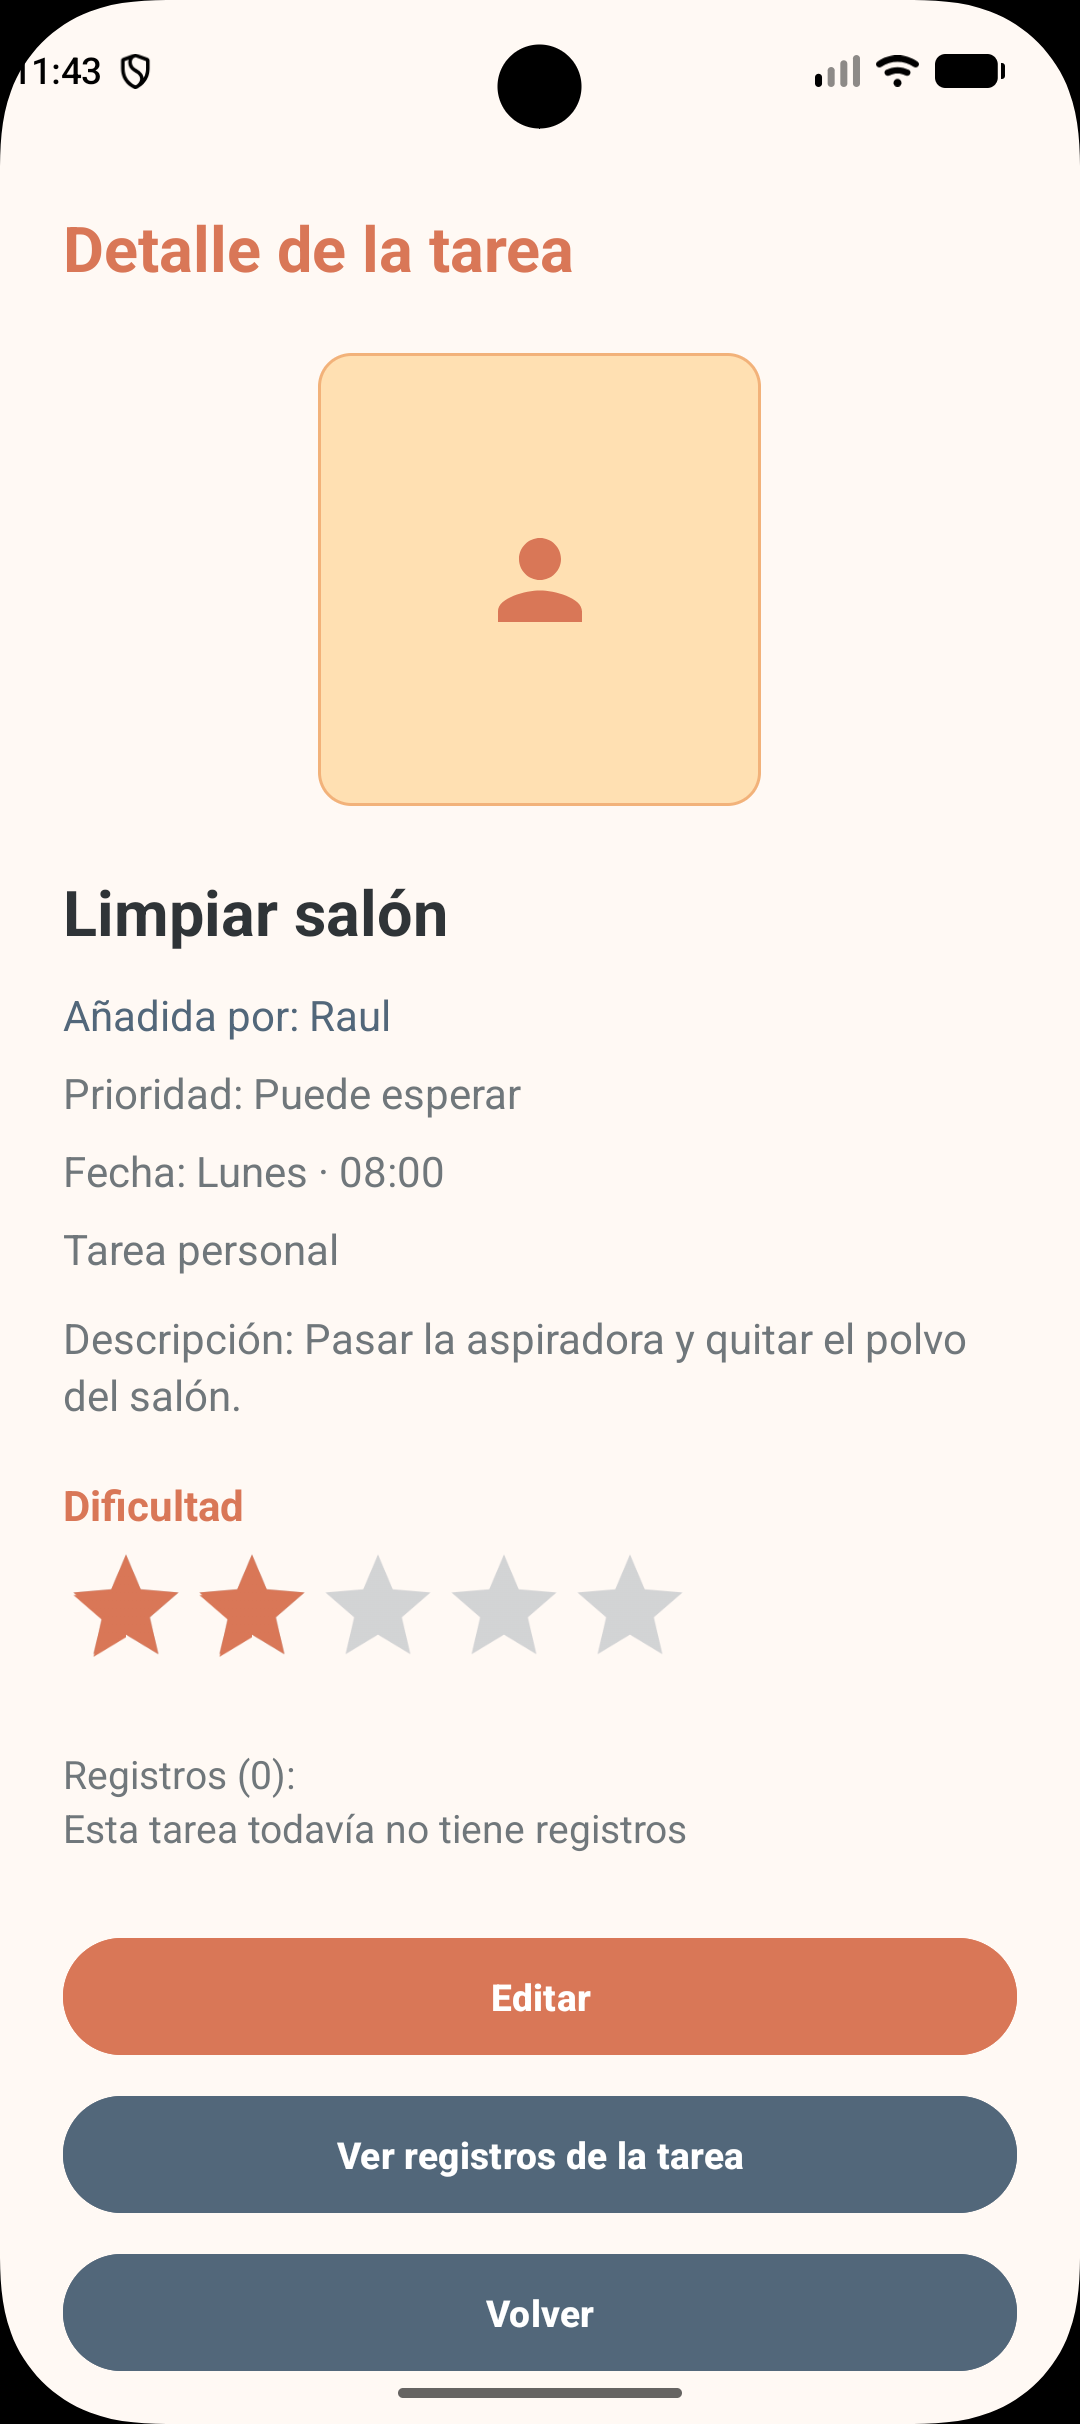 11:43
Detalle de la tarea
Limpiar salón
Añadida por: Raul
Prioridad: Puede esperar
Fecha: Lunes · 08:00
Tarea personal
Descripción: Pasar la aspiradora y quitar el polvo
del salón.
Dificultad
Registros (0):
Esta tarea todavía no tiene registros
Editar
Ver registros de la tarea
Volver